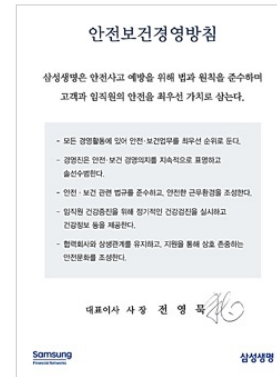 안전보건경영방침
삼성생명은 안전사고 예방을 위해 법과 원칙을 준수하며
고객과 임직원의 안전을 최우선 가치로 삼는다.
- 모든 경영활동에 있어 안전·보건업무를 최우선 순위로 둔다.
- 경영진은 안전·보건 경영의지를 지속적으로 표명하고
솔선수범한다.
- 안전·보건 관련 법규를 준수하고, 안전한 근무환경을 조성한다.
- 임직원 건강증진을 위해 정기적인 건강검진을 실시하고
건강정보 등을 제공한다.
- 협력회사와 상생관계를 유지하고, 지원을 통해 상호 존중하는
안전문화를 조성한다.
대표이사 사장 전영묵
Samsung
Financial Networks
삼성생명